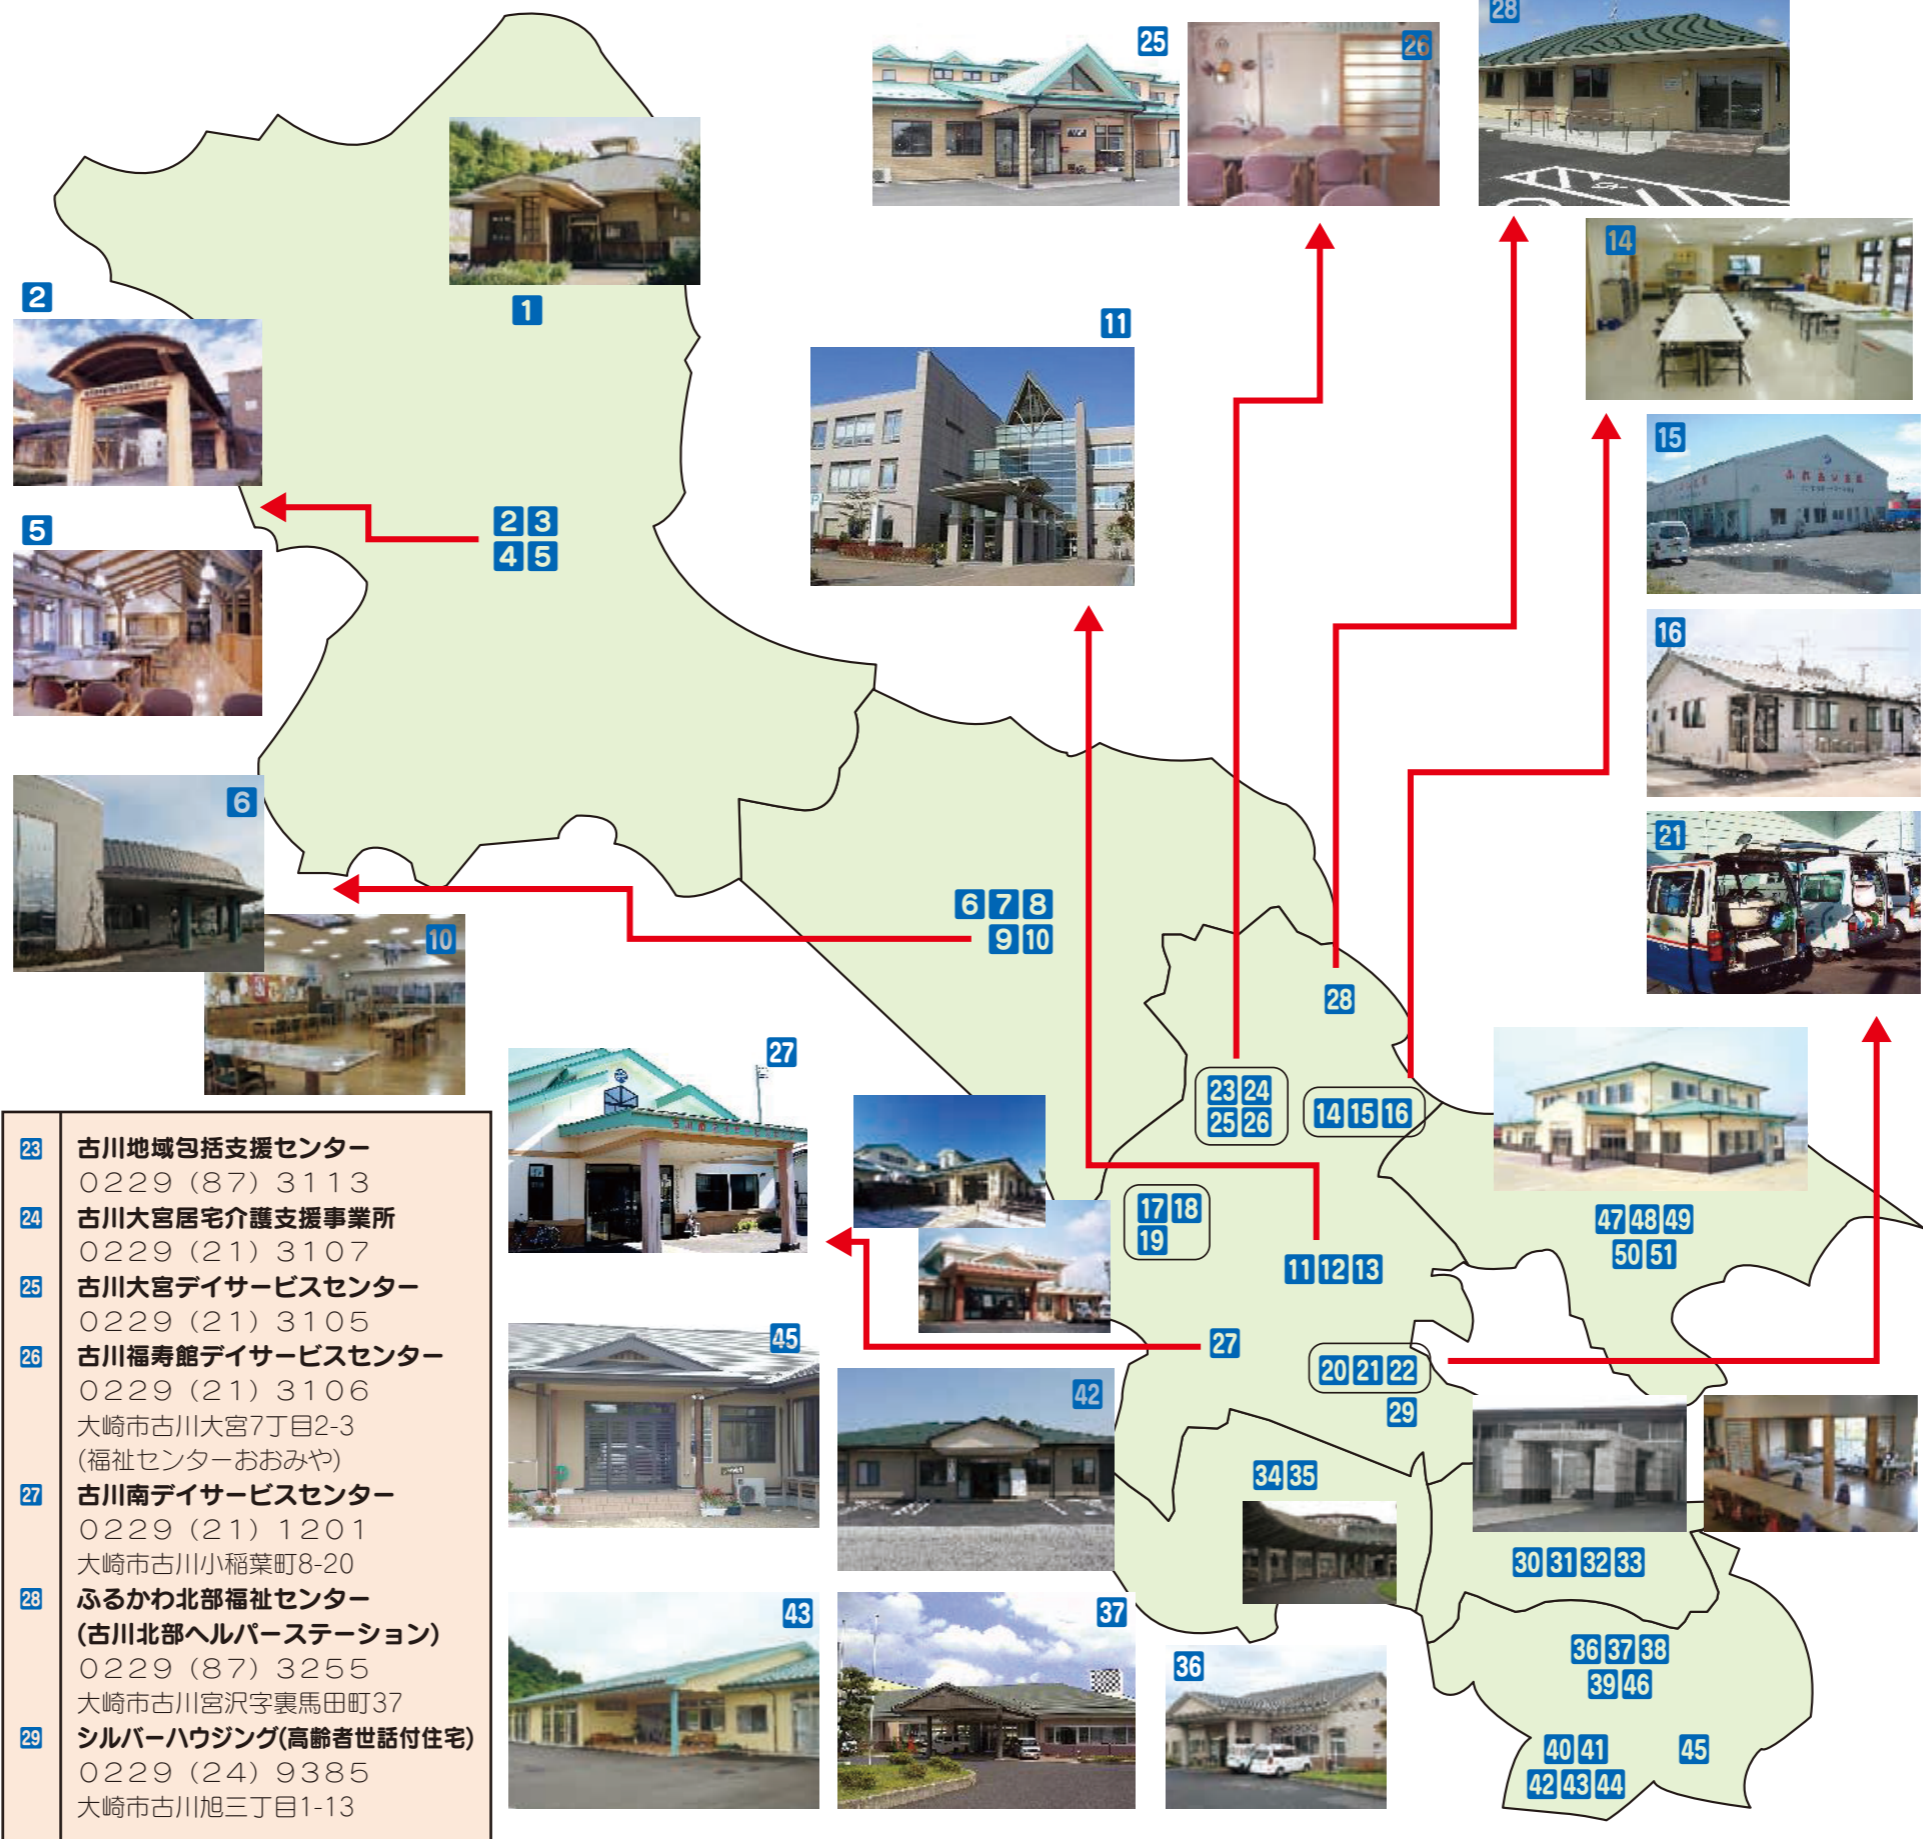 25
26
28
1
14
2
11
15
5
2 3
4 5
16
6
21
10
6 7 8
9 10
28
27
23 24
25 26
14 15 16
17 18
19
11 12 13
47 48 49
50 51
45
27
20 21 22
29
42
34 35
30 31 32 33
43
37
36
36 37 38
39 46
40 41
42 43 44
45
23 古川地域包括支援センター
0229（87）3113
24 古川大宮居宅介護支援事業所
0229（21）3107
25 古川大宮デイサービスセンター
0229（21）3105
26 古川福寿館デイサービスセンター
0229（21）3106
大崎市古川大宮7丁目2-3
(福祉センターおおみや)
27 古川南デイサービスセンター
0229（21）1201
大崎市古川小稲葉町8-20
28 ふるかわ北部福祉センター
(古川北部ヘルパーステーション)
0229（87）3255
大崎市古川宮沢字裏馬田町37
29 シルバーハウジング(高齢者世話付住宅)
0229（24）9385
大崎市古川旭三丁目1-13